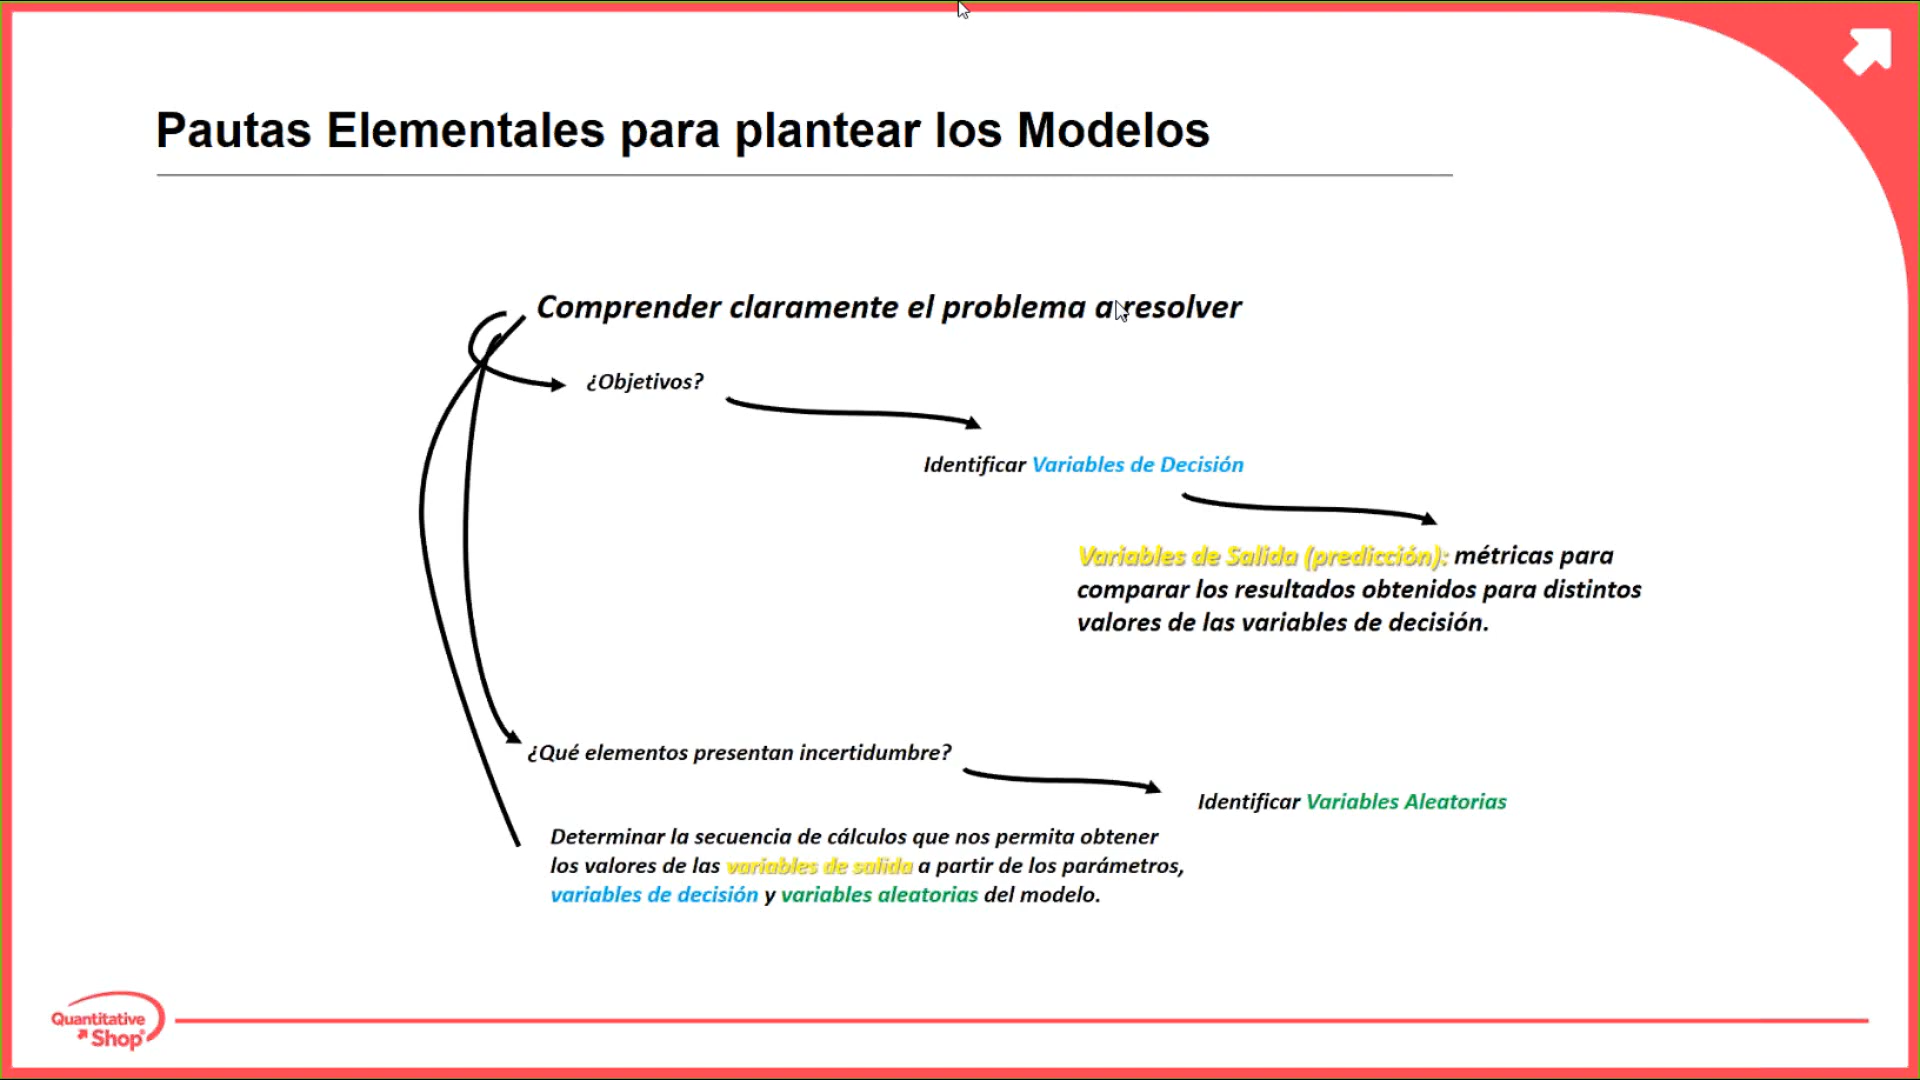 Pautas Elementales para plantear los Modelos
Comprender claramente el problema a resolver
¿Objetivos?
Identificar Variables de Decisión
Variables de Salida (predicción): métricas para
comparar los resultados obtenidos para distintos
valores de las variables de decisión.
¿Qué elementos presentan incertidumbre?
Identificar Variables Aleatorias
Determinar la secuencia de cálculos que nos permita obtener
los valores de las variables de salida a partir de los parámetros,
variables de decisión y variables aleatorias del modelo.
Quantitative
Shop®